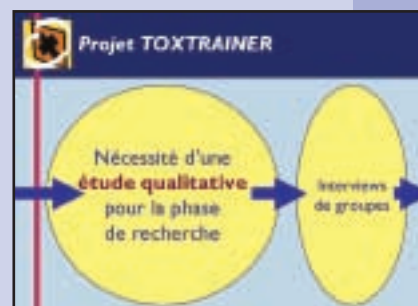 Projet TOXTRAINER
Nécessité d'une
étude qualitative
pour la phase
de recherche
Interviews
de groupes